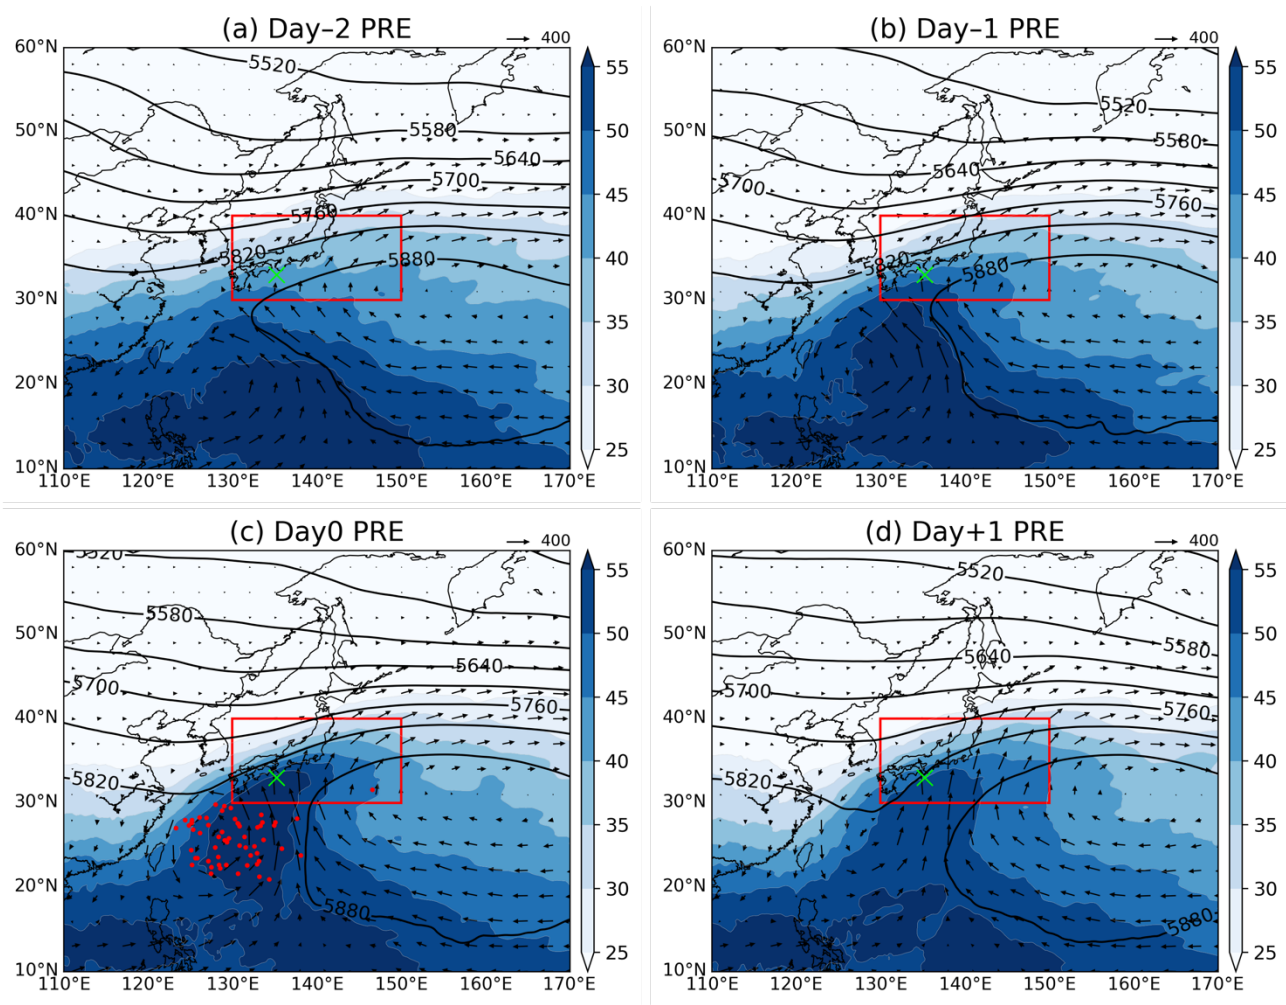 (a) Day–2 PRE
400
60°N
50°N
40°N
30°N
20°N
10°N
110°E
120°E
130°E
140°E
150°E
160°E
170°E
5520
5580
5640
5700
5760
5820
5880
55
50
45
40
35
30
25
(b) Day–1 PRE
400
60°N
50°N
40°N
30°N
20°N
10°N
110°E
120°E
130°E
140°E
150°E
160°E
170°E
5520
5580
5640
5700
5760
5820
5880
55
50
45
40
35
30
25
(c) Day0 PRE
400
60°N
50°N
40°N
30°N
20°N
10°N
110°E
120°E
130°E
140°E
150°E
160°E
170°E
5520
5580
5640
5700
5760
5820
5880
55
50
45
40
35
30
25
(d) Day+1 PRE
400
60°N
50°N
40°N
30°N
20°N
10°N
110°E
120°E
130°E
140°E
150°E
160°E
170°E
5520
5580
5640
5700
5760
5820
5880
55
50
45
40
35
30
25